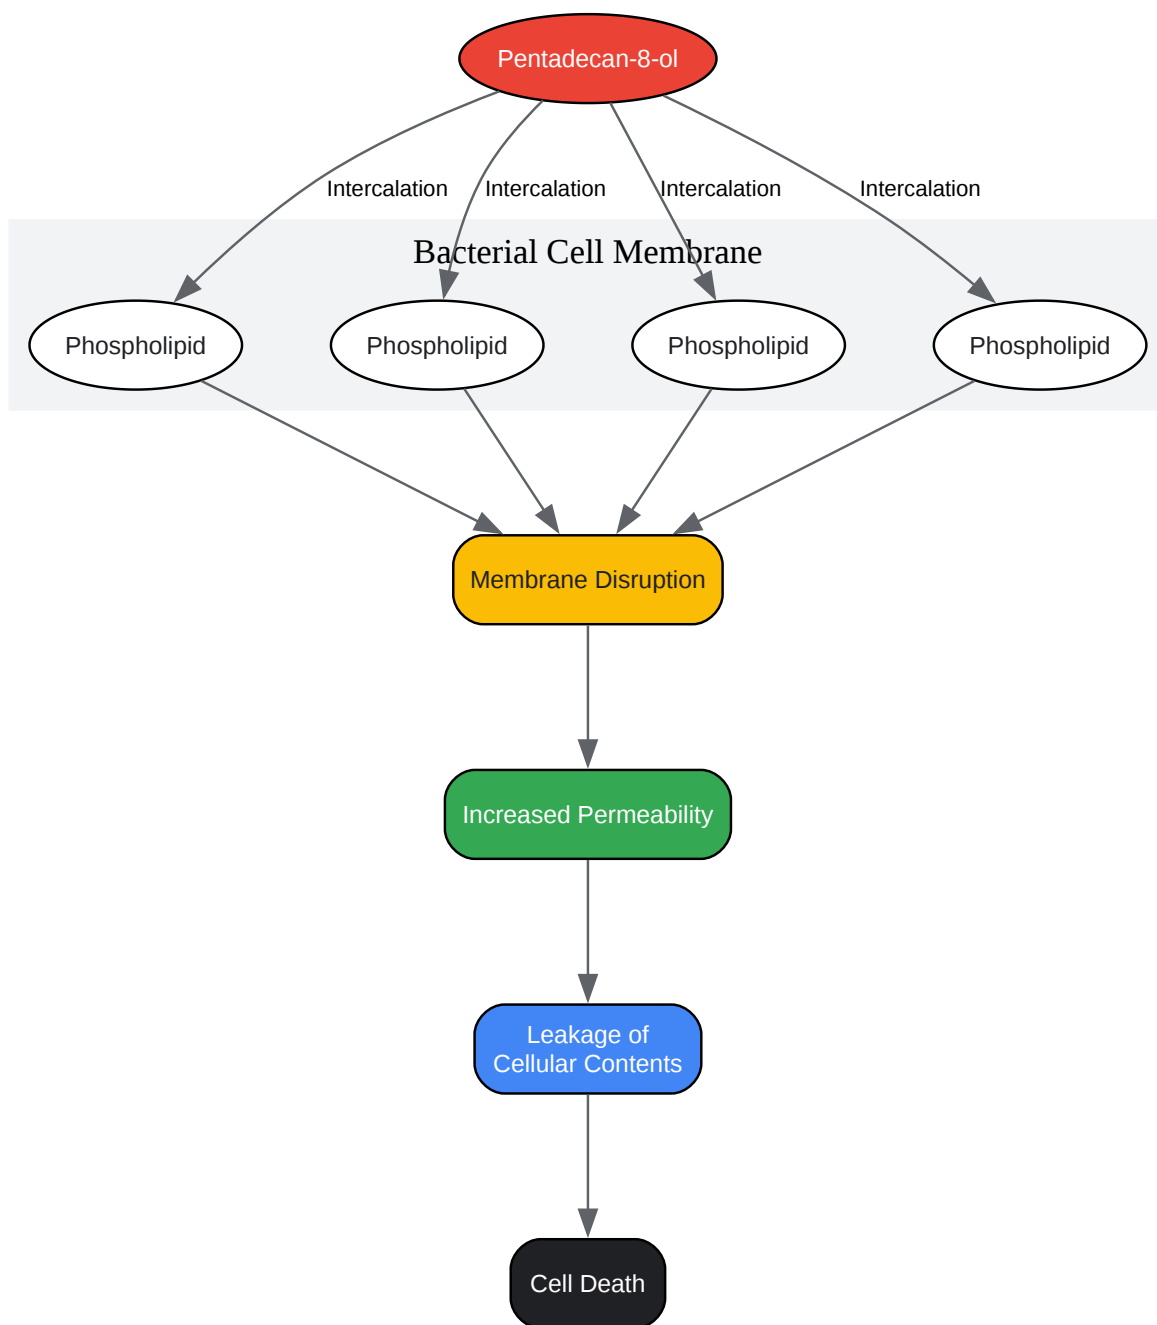 Pentadecan-8-ol
Intercalation
Intercalation
Intercalation
Intercalation
Bacterial Cell Membrane
Phospholipid
Phospholipid
Phospholipid
Phospholipid
Membrane Disruption
Increased Permeability
Leakage of
Cellular Contents
Cell Death